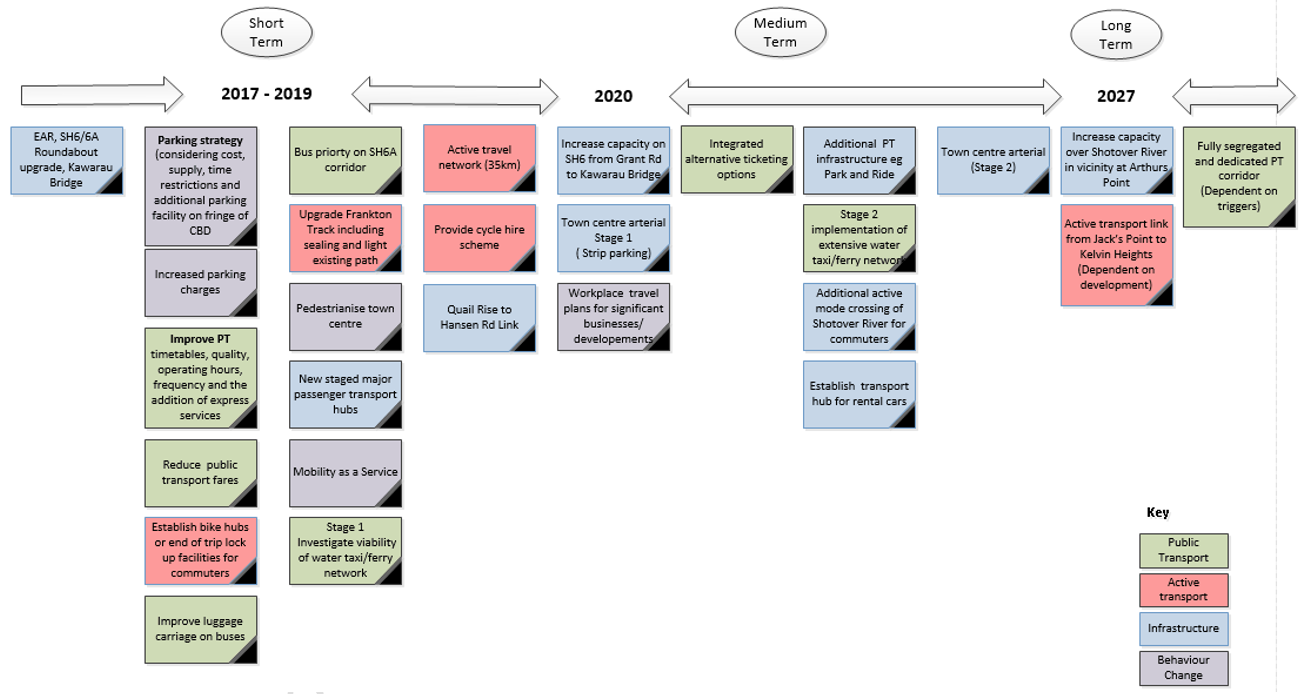 Short
Term
Medium
Term
Long
Term
2017 - 2019
2020
2027
EAR, SH6/6A
Roundabout
upgrade, Kawarau
Bridge
Parking strategy
(considering cost,
supply, time
restrictions and
additional parking
facility on fringe of
CBD
Increased parking
charges
Improve PT
timetables, quality,
operating hours,
frequency and the
addition of express
services
Reduce public
transport fares
Establish bike hubs
or end of trip lock
up facilities for
commuters
Improve luggage
carriage on buses
Bus priorty on SH6A
corridor
Upgrade Frankton
Track including
sealing and light
existing path
Pedestrianise town
centre
New staged major
passenger transport
hubs
Mobility as a Service
Stage 1
Investigate viability
of water taxi/ferry
network
Active travel
network (35km)
Provide cycle hire
scheme
Quail Rise to
Hansen Rd Link
Increase capacity on
SH6 from Grant Rd
to Kawarau Bridge
Town centre arterial
Stage 1
( Strip parking)
Workplace travel
plans for significant
businesses/
developements
Integrated
alternative ticketing
options
Additional PT
infrastructure eg
Park and Ride
Stage 2
implementation of
extensive water
taxi/ferry network
Additional active
mode crossing of
Shotover River for
commuters
Establish transport
hub for rental cars
Town centre arterial
(Stage 2)
Increase capacity
over Shotover River
in vicinity at Arthurs
Point
Active transport link
from Jack's Point to
Kelvin Heights
(Dependent on
development)
Fully segregated
and dedicated PT
corridor
(Dependent on
triggers)
Key
Public
Transport
Active
transport
Infrastructure
Behaviour
Change